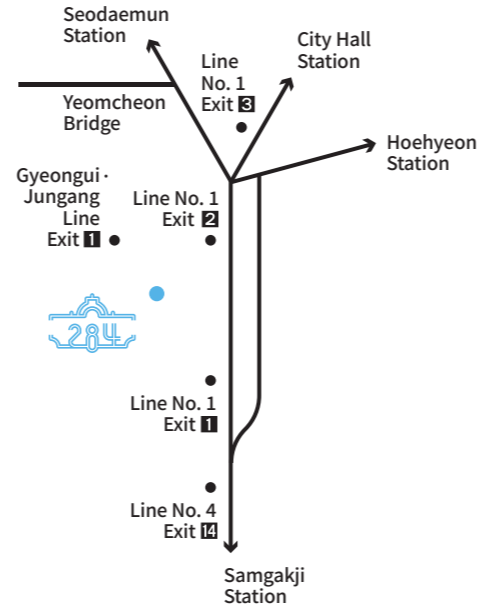 Seodaemun
Station
Line
No. 1
Exit 3
City Hall
Station
Yeomcheon
Bridge
Hoehyeon
Station
Gyeongui ·
Jungang
Line
Exit 1
Line No. 1
Exit 2
284
Line No. 1
Exit 1
Line No. 4
Exit 14
Samgakji
Station